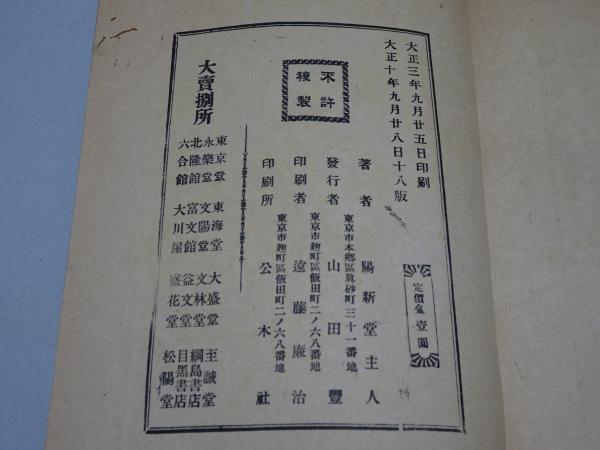 大正三年九月廿五日印刷
大正十年九月廿八日十八版
不許
複製
定價金壹圓
著者 陽新堂主人
東京市本郷區眞砂町三十一番地
發行者 山田豐
東京市麹町區飯田町二ノ六八番地
印刷者 遠藤廉治
東京市麹町區飯田町二ノ六八番地
印刷所 公木社
大賣捌所
東京堂 東海堂 大盛堂 至誠堂
永樂堂 文陽堂 文林堂 綱島書店
北隆館 富文館 益文堂 目黑書店
六合館 大川屋 盛花堂 松陽堂